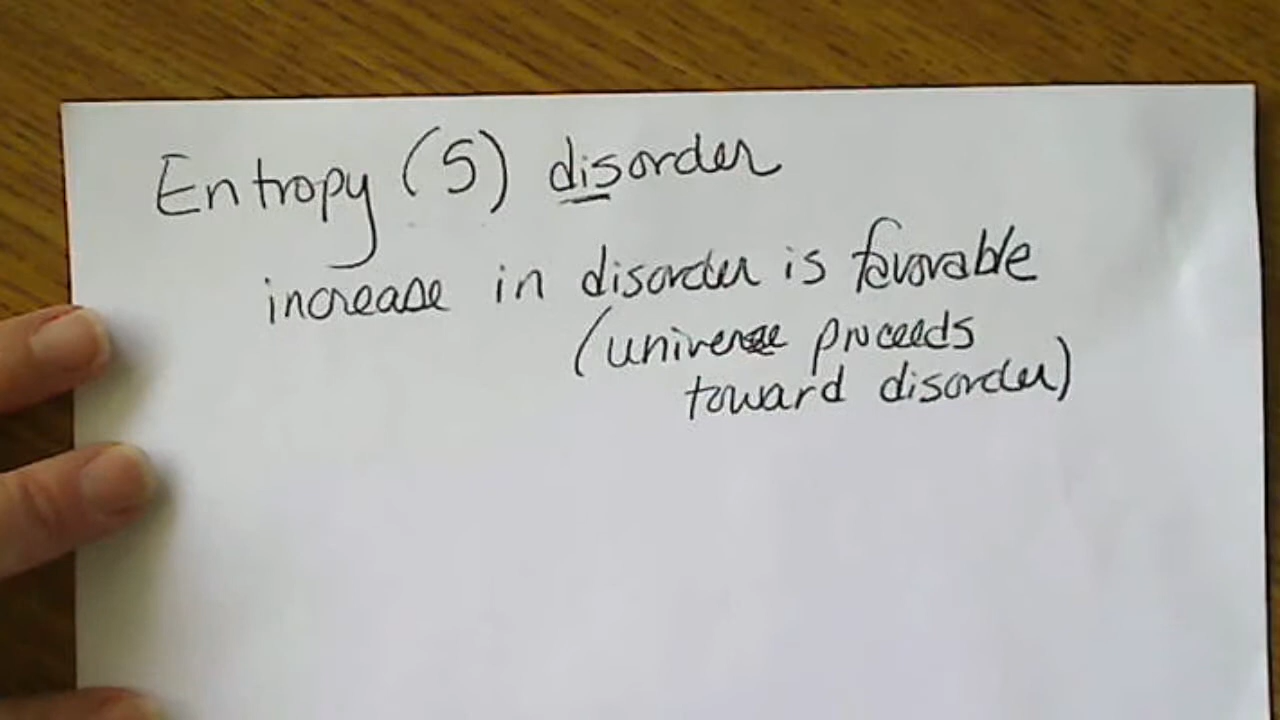 Entropy (S) disorder
increase in disorder is favorable
(universe proceeds
toward disorder)